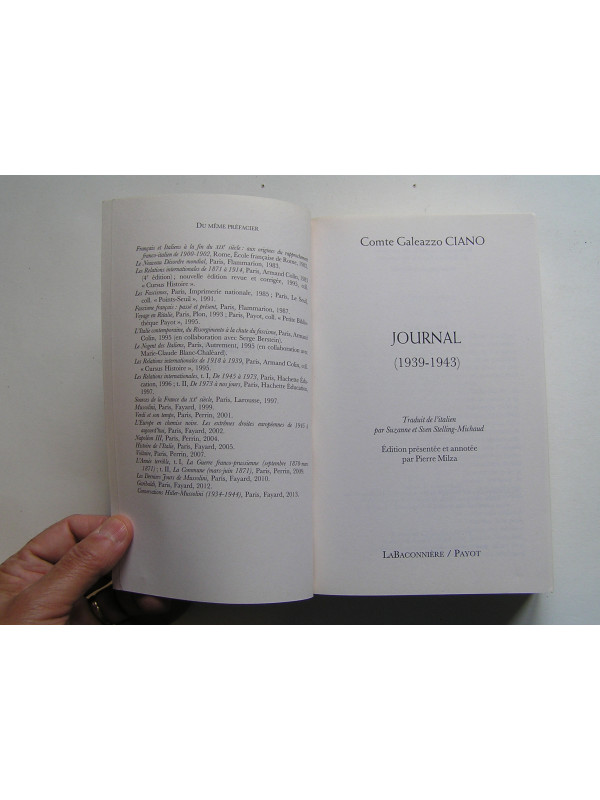 DU MÊME PRÉFACIER
Français et Italiens à la fin du XIXe siècle : aux origines du rapprochement
franco-italien de 1900-1902, Rome, École française de Rome, 1981.
Le Nouveau Désordre mondial, Paris, Flammarion, 1983.
Les Relations internationales de 1871 à 1914, Paris, Armand Colin,
(4e édition) ; nouvelle édition revue et corrigée, 1995, coll.
« Cursus Histoire ».
Les Fascismes, Paris, Imprimerie nationale, 1985 ; Paris, Le Seuil,
coll. « Points-Seuil », 1991.
Fascisme français : passé et présent, Paris, Flammarion, 1987.
Voyage en Ritalie, Paris, Plon, 1993 ; Paris, Payot, coll. « Petite Biblio-
thèque Payot », 1995.
L'Italie contemporaine, du Risorgimento à la chute du fascisme, Paris, Armand
Colin, 1995 (en collaboration avec Serge Berstein).
Le Nogent des Italiens, Paris, Autrement, 1995 (en collaboration avec
Marie-Claude Blanc-Chaléard).
Les Relations internationales de 1918 à 1939, Paris, Armand Colin,
« Cursus Histoire », 1995.
Les Relations internationales, t. I, De 1945 à 1973, Paris, Hachette Édu-
cation, 1996 ; t. II, De 1973 à nos jours, Paris, Hachette Éducation,
1997.
Sources de la France du XXe siècle, Paris, Larousse, 1997.
Mussolini, Paris, Fayard, 1999.
Verdi et son temps, Paris, Perrin, 2001.
L'Europe en chemise noire. Les extrêmes droites européennes de 1945 à
aujourd'hui, Paris, Fayard, 2002.
Napoléon III, Paris, Perrin, 2004.
Histoire de l'Italie, Paris, Fayard, 2005.
Voltaire, Paris, Perrin, 2007.
L'Année terrible, t. I, La Guerre franco-prussienne (septembre 1870-mars
1871) ; t. II, La Commune (mars-juin 1871), Paris, Perrin, 2009.
Les Derniers Jours de Mussolini, Paris, Fayard, 2010.
Garibaldi, Paris, Fayard, 2012.
Conversations Hitler-Mussolini (1934-1944), Paris, Fayard, 2013.
Comte Galeazzo CIANO
JOURNAL
(1939-1943)
Traduit de l'italien
par Suzanne et Sven Stelling-Michaud
Édition présentée et annotée
par Pierre Milza
LABACONNIÈRE / PAYOT